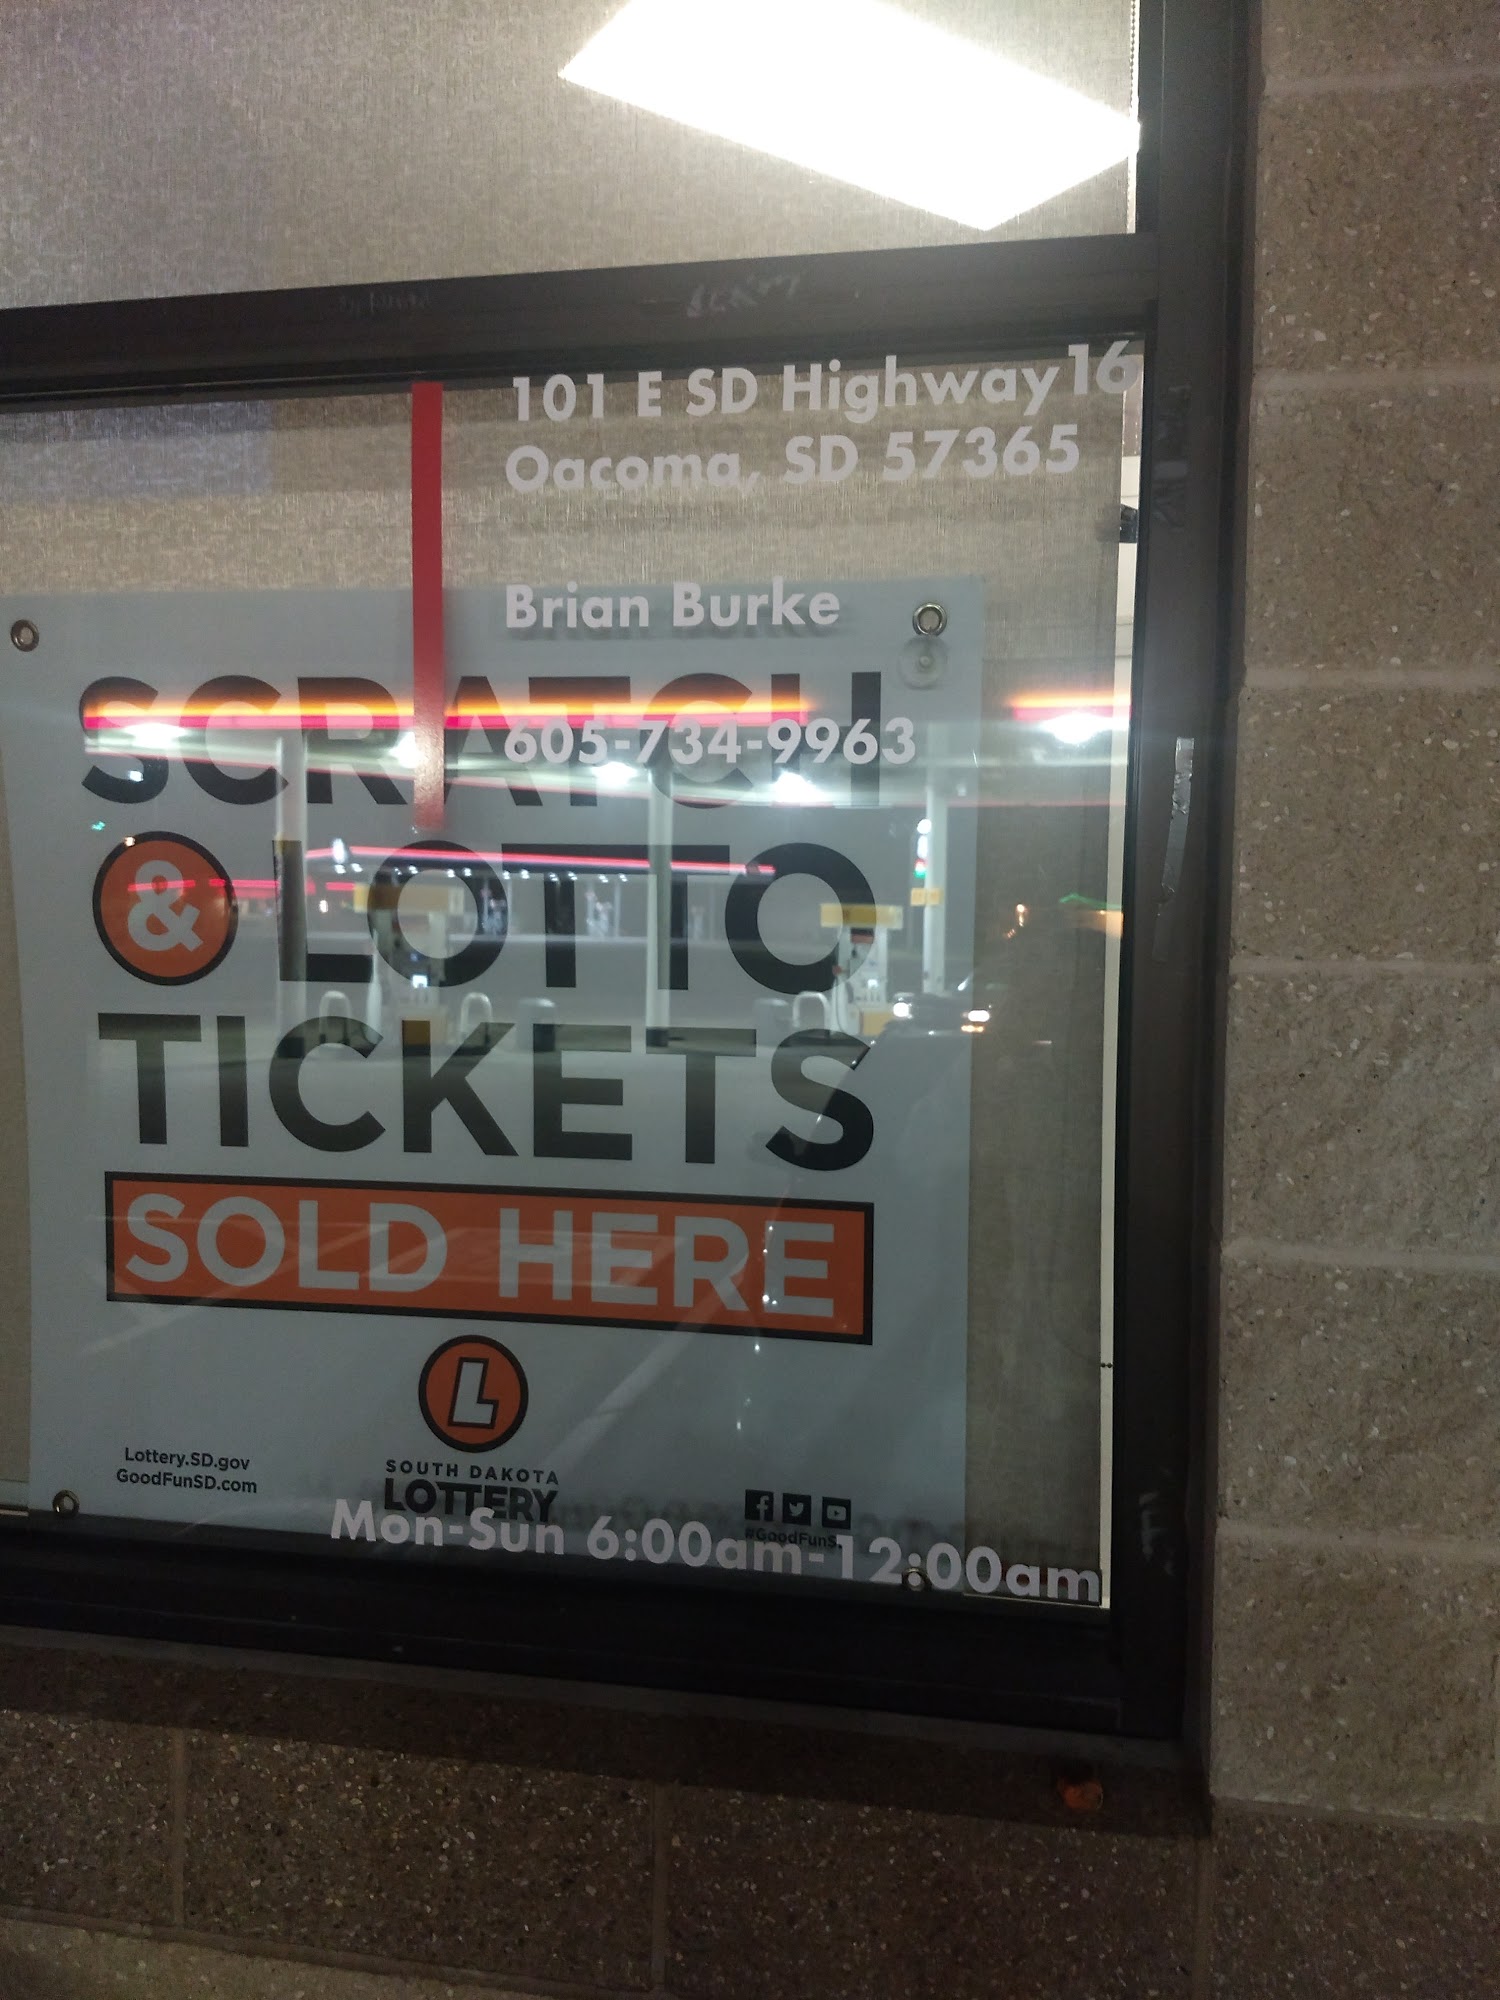 101 E SD Highway 16
Oacoma, SD 57365
Brian Burke
605-734-9963
SCRATCH
& LOTTO
TICKETS
SOLD HERE
L
Lottery.SD.gov
GoodFunSD.com
SOUTH DAKOTA
LOTTERY
Mon-Sun 6:00am-12:00am